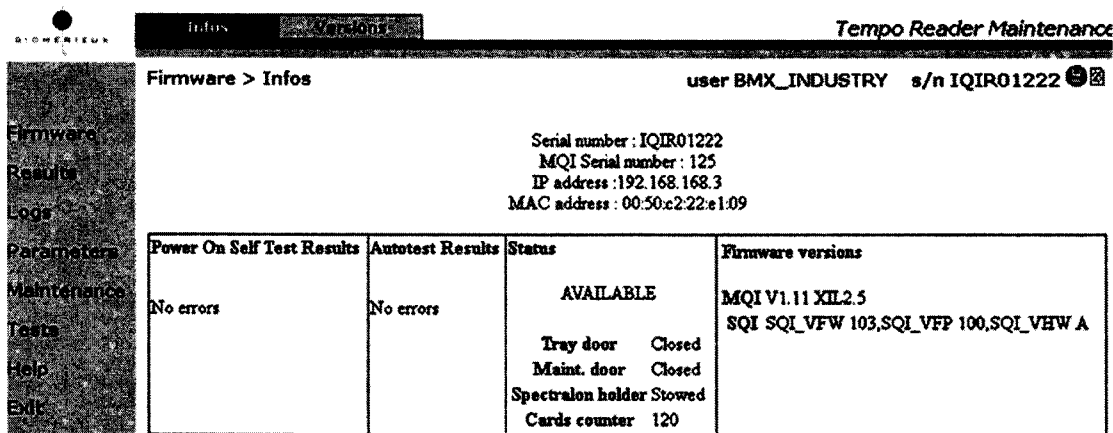 BIOMERIEUX
Infos Versions Tempo Reader Maintenance
Firmware > Infos user BMX_INDUSTRY s/n IQIR01222
Serial number : IQIR01222
MQI Serial number : 125
IP address :192.168.168.3
MAC address : 00:50:c2:22:e1:09
Firmware
Results
Logs
Parameters
Maintenance
Tests
Help
Exit
Power On Self Test Results Autotest Results Status Firmware versions
No errors No errors AVAILABLE MQI V1.11 XIL2.5
SQI SQI_VFW 103,SQI_VFP 100,SQI_VHW A
Tray door Closed
Maint. door Closed
Spectralon holder Stowed
Cards counter 120